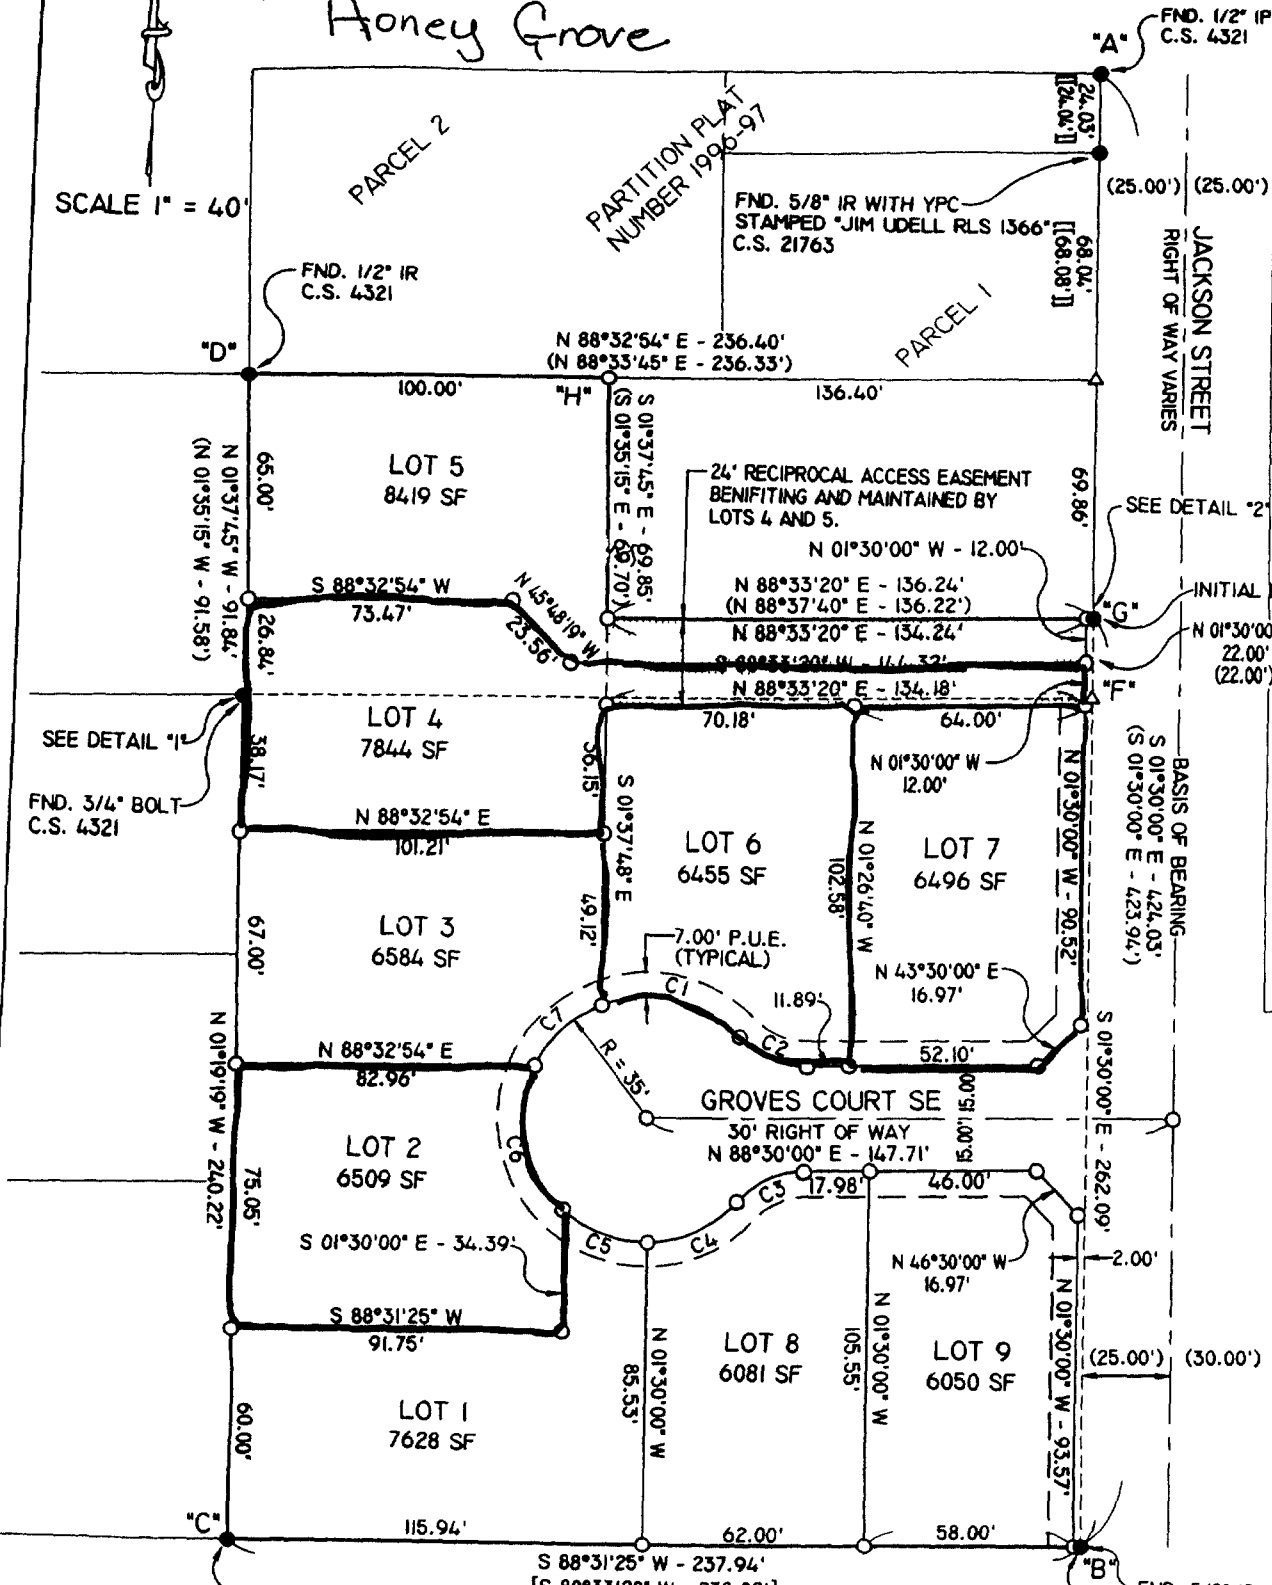 Honey Grove
FND. 1/2" IP
C.S. 4321
"A"
24.03'
[[24.04']]
PARCEL 2
PARTITION PLAT
NUMBER 1996-97
SCALE 1" = 40'
(25.00') (25.00')
FND. 5/8" IR WITH YPC
STAMPED "JIM UDELL RLS 1366"
C.S. 21763
68.04'
[[68.08']]
JACKSON STREET
RIGHT OF WAY VARIES
FND. 1/2" IR
C.S. 4321
PARCEL 1
"D"
N 88°32'54" E - 236.40'
(N 88°33'45" E - 236.33')
100.00'
"H"
136.40'
S 01°37'45" E - 69.85'
(S 01°35'15" E - 69.70')
N 01°37'45" W - 91.84'
(N 01°35'15" W - 91.58')
65.00'
LOT 5
8419 SF
24' RECIPROCAL ACCESS EASEMENT
BENIFITING AND MAINTAINED BY
LOTS 4 AND 5.
69.86'
SEE DETAIL "2"
N 01°30'00" W - 12.00'
N 88°33'20" E - 136.24'
(N 88°37'40" E - 136.22')
N 88°33'20" E - 134.24'
"G"
INITIAL
S 88°32'54" W
73.47'
N 45°48'19" W
23.56'
26.84'
S 88°33'20" W - 144.32'
N 88°33'20" E - 134.18'
N 01°30'00
22.00'
(22.00')
"F"
70.18'
64.00'
LOT 4
7844 SF
SEE DETAIL "1"
38.17'
36.15'
N 01°30'00" W
12.00'
FND. 3/4" BOLT
C.S. 4321
N 88°32'54" E
101.21'
S 01°37'48" E
LOT 6
6455 SF
102.58'
N 01°26'40" W
LOT 7
6496 SF
N 01°30'00" W - 90.52'
S 01°30'00" E - 424.03'
(S 01°30'00" E - 423.94')
BASIS OF BEARING
LOT 3
6584 SF
67.00'
49.12'
7.00' P.U.E.
(TYPICAL)
N 43°30'00" E
16.97'
C1
11.89'
C2
C7
R = 35'
N 88°32'54" E
82.96'
52.10'
GROVES COURT SE
30' RIGHT OF WAY
N 88°30'00" E - 147.71'
15.00'
15.00'
S 01°30'00" E - 262.09'
N 01°19'19" W - 240.22'
75.05'
LOT 2
6509 SF
C6
C3
17.98'
46.00'
S 01°30'00" E - 34.39'
C5
C4
N 46°30'00" W
16.97'
2.00'
S 88°31'25" W
91.75'
LOT 8
6081 SF
LOT 9
6050 SF
(25.00') (30.00')
60.00'
LOT 1
7628 SF
85.53'
N 01°30'00" W
105.55'
N 01°30'00" W
N 01°30'00" W - 93.57'
"C"
115.94'
62.00'
58.00'
S 88°31'25" W - 237.94'
"B"